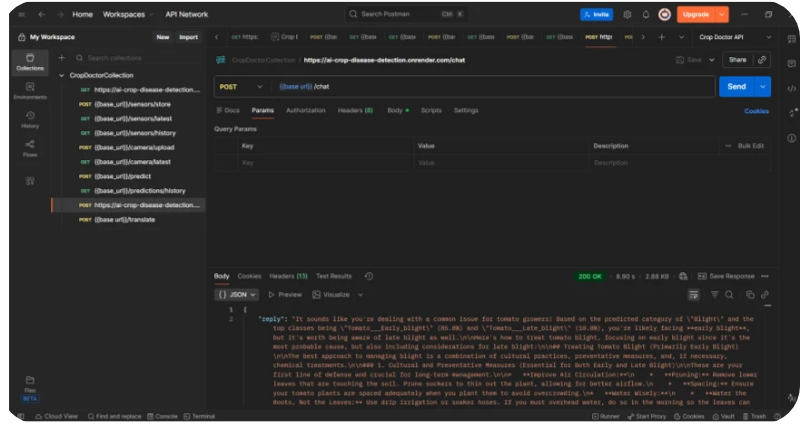 Home Workspaces API Network Search Postman Ctrl K Invite Upgrade
My Workspace New Import GET https: Crop I POST {{bas GET {{base GET {{bas GET {{base POST {{bas GET {{base POST http: Crop Doctor API
Collections
Search collections
CropDoctorCollection / https://ai-crop-disease-detection.onrender.com/chat Save Share
CropDoctorCollection
Environments
History
Flows
GET https://ai-crop-disease-detection....
POST {{base_url}}/sensors/store
GET {{base_url}}/sensors/latest
GET {{base_url}}/sensors/history
POST {{base_url}}/camera/upload
GET {{base_url}}/camera/latest
POST {{base_url}}/predict
GET {{base_url}}/predictions/history
POST https://ai-crop-disease-detection....
POST {{base url}}/translate
POST {{base url}} /chat Send
Docs Params Authorization Headers (8) Body Scripts Settings Cookies
Query Params
Key Value Description Bulk Edit
Key Value Description
Body Cookies Headers (13) Test Results 200 OK 8.90 s 2.88 KB Save Response
{} JSON Preview Visualize
1 {
2 "reply": "It sounds like you're dealing with a common issue for tomato growers! Based on the predicted category of \"Blight\" and the
top classes being \"Tomato___Early_blight\" (85.0%) and \"Tomato___Late_blight\" (10.0%), you're likely facing **early blight**,
but it's worth being aware of late blight as well.\n\nHere's how to treat tomato blight, focusing on early blight since it's the
most probable cause, but also including considerations for late blight:\n\n## Treating Tomato Blight (Primarily Early Blight)
\n\nThe best approach to managing blight is a combination of cultural practices, preventative measures, and, if necessary,
chemical treatments.\n\n### 1. Cultural Practices (Essential for Both Early and Late Blight)\n\nThese are your
first line of defense and crucial for long-term management.\n\n* **Improve Air Circulation:**\n * **Pruning:** Remove lower
leaves that are touching the soil. Prune suckers to thin out the plant, allowing for better airflow.\n * **Spacing:** Ensure
your tomato plants are spaced adequately when you plant them to avoid overcrowding.\n* **Water Wisely:**\n * **Water the
Roots, Not the Leaves:** Use drip irrigation or soaker hoses. If you must overhead water, do so in the morning so the leaves can
Files
BETA
Cloud View Find and replace Console Terminal Runner Start Proxy Cookies Vault Trash